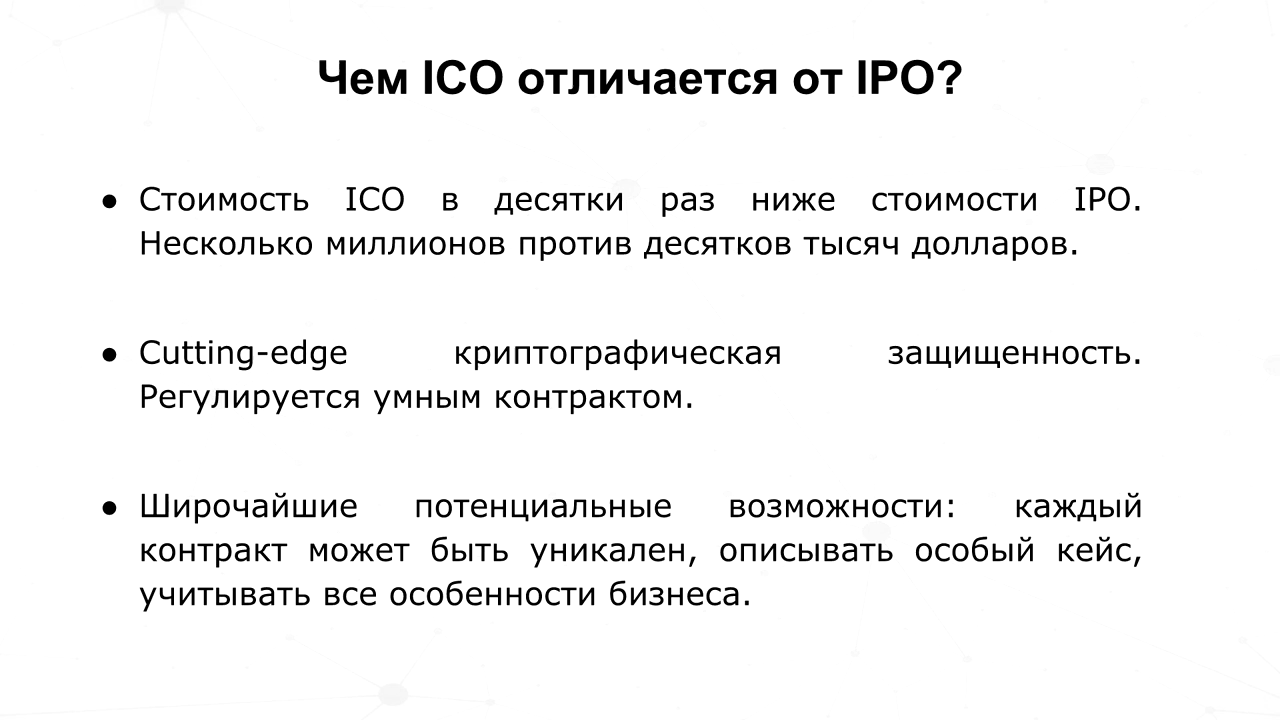 Чем ICO отличается от IPO?
● Стоимость ICO в десятки раз ниже стоимости IPO.
Несколько миллионов против десятков тысяч долларов.
● Cutting-edge криптографическая защищенность.
Регулируется умным контрактом.
● Широчайшие потенциальные возможности: каждый
контракт может быть уникален, описывать особый кейс,
учитывать все особенности бизнеса.